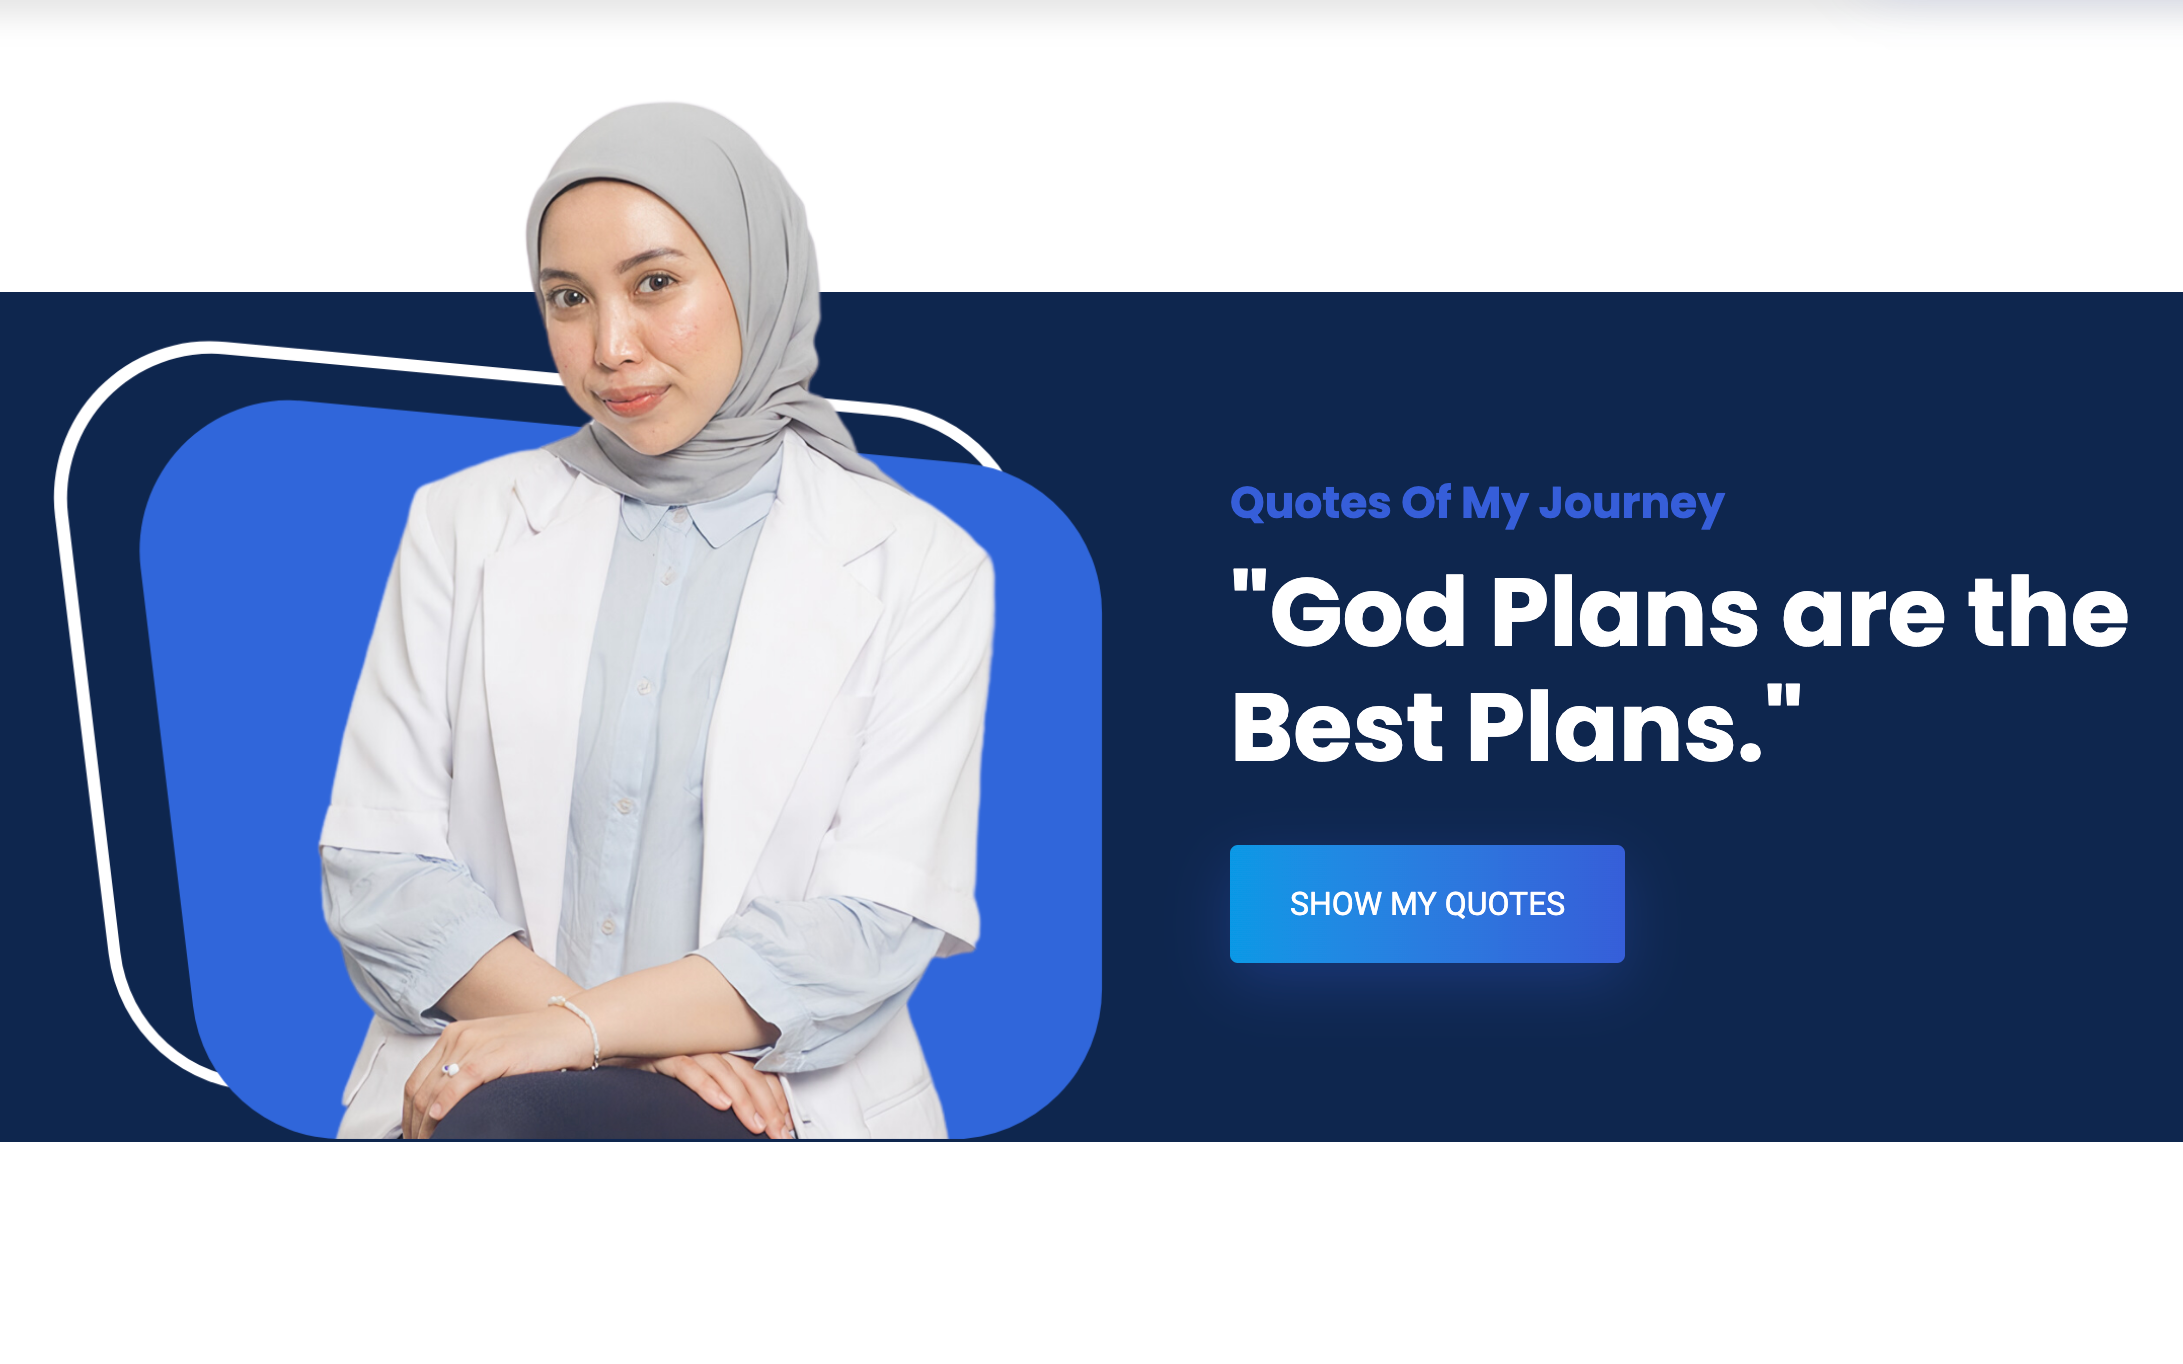 Quotes Of My Journey
"God Plans are the
Best Plans."
SHOW MY QUOTES